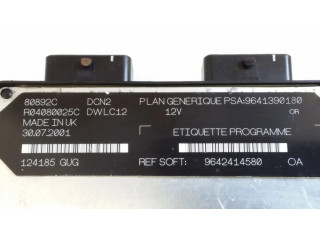 80892C DCN2 PLAN GENERIQUE PSA:9641390180
R04080025C DWLC12 12V OR
MADE IN UK
30.07.2001 ETIQUETTE PROGRAMME
124185 GUG REF SOFT: 9642414580 OA